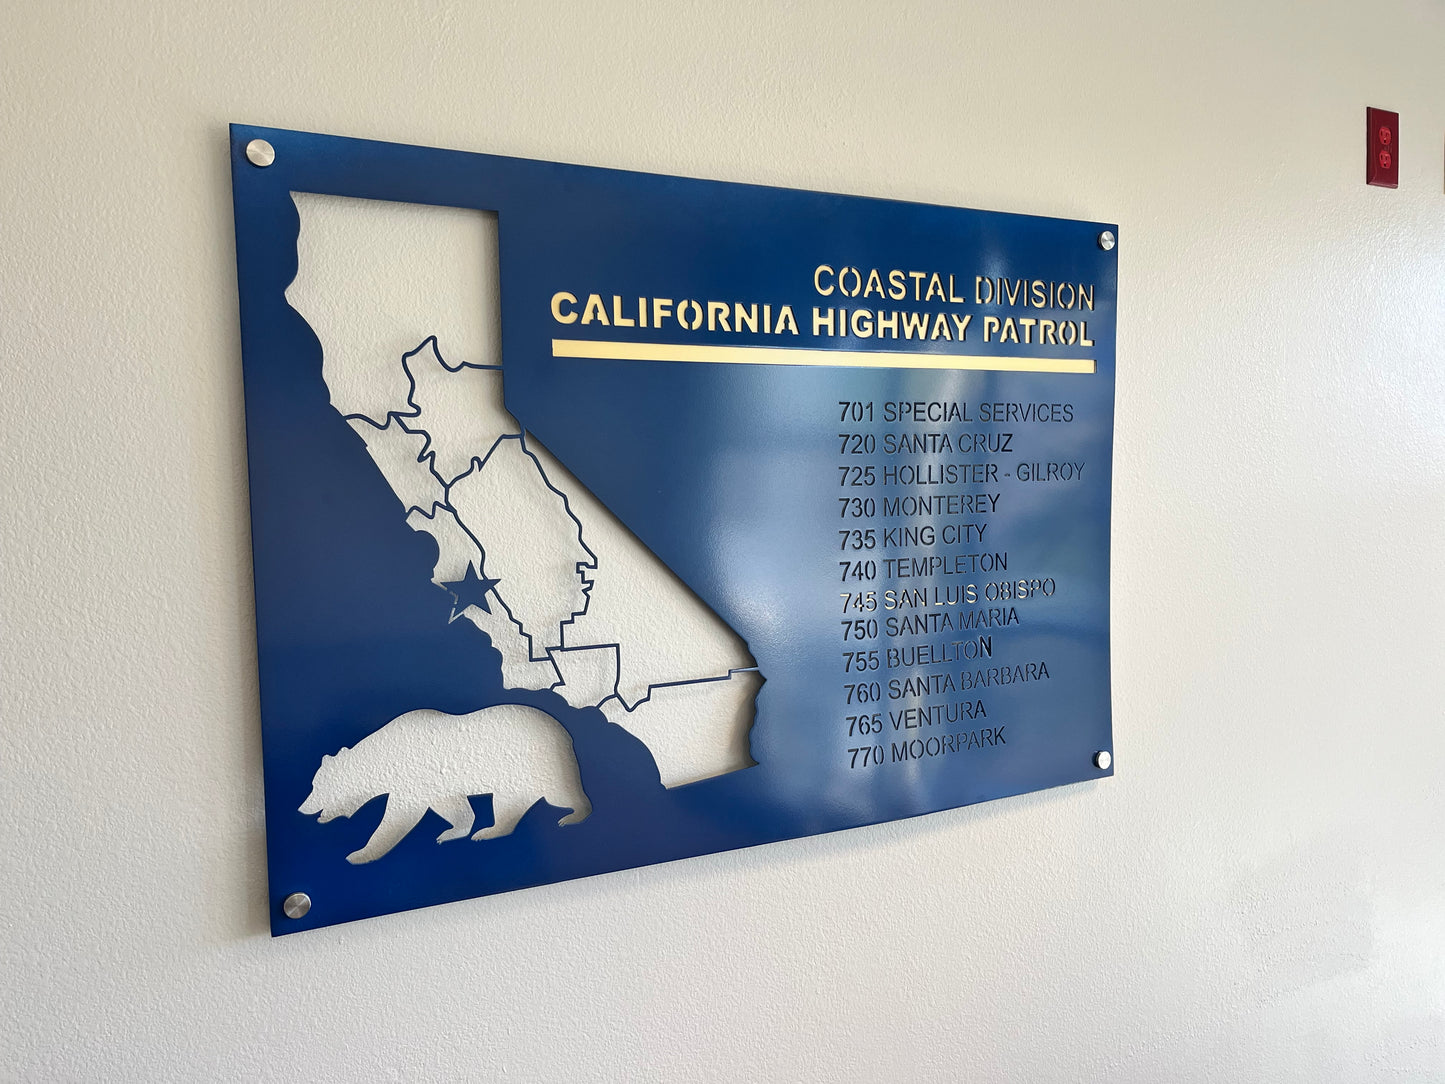 COASTAL DIVISION
CALIFORNIA HIGHWAY PATROL
701 SPECIAL SERVICES
720 SANTA CRUZ
725 HOLLISTER - GILROY
730 MONTEREY
735 KING CITY
740 TEMPLETON
745 SAN LUIS OBISPO
750 SANTA MARIA
755 BUELLTON
760 SANTA BARBARA
765 VENTURA
770 MOORPARK